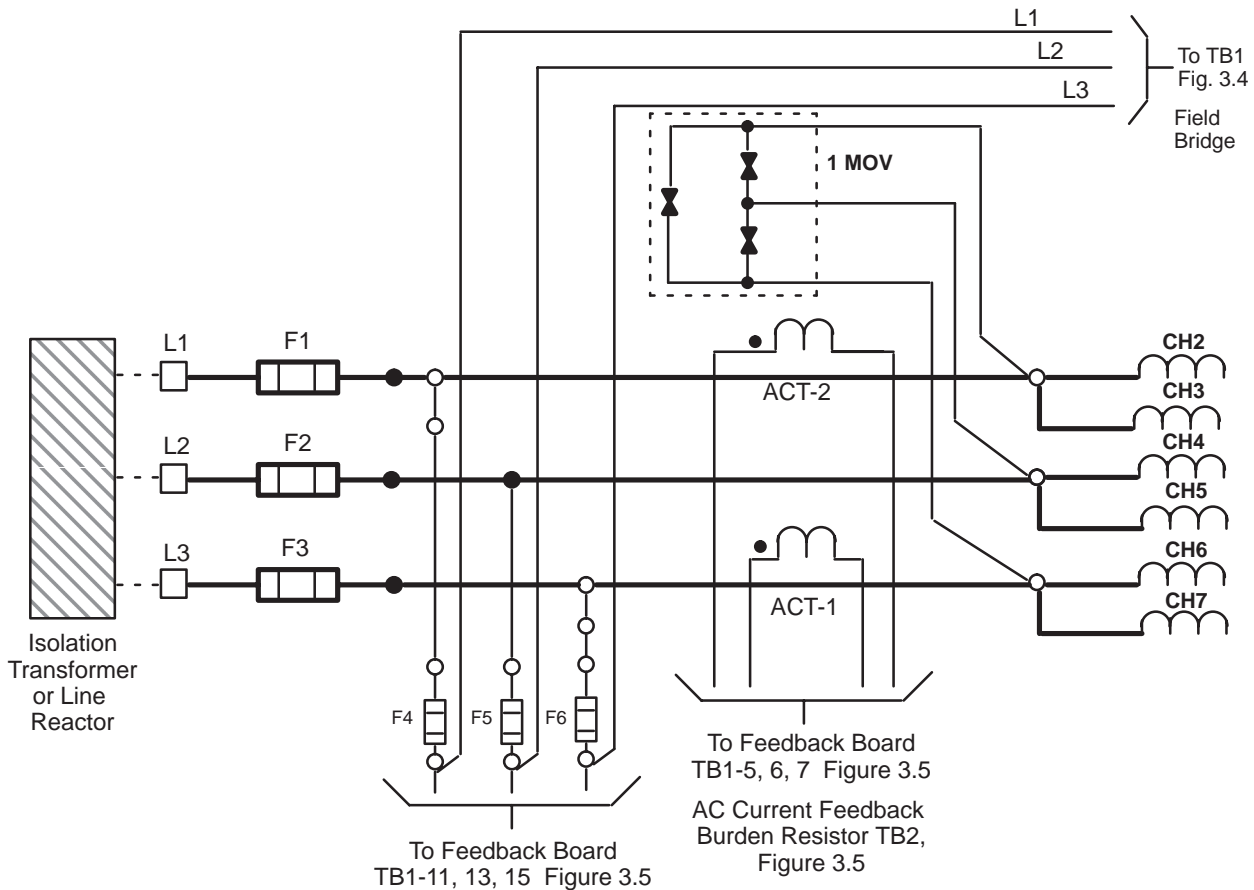 L1
L2
L3
To TB1
Fig. 3.4
Field
Bridge
1 MOV
L1
F1
ACT-2
CH2
CH3
L2
F2
CH4
CH5
L3
F3
ACT-1
CH6
CH7
Isolation
Transformer
or Line
Reactor
F4
F5
F6
To Feedback Board
TB1-5, 6, 7 Figure 3.5
AC Current Feedback
Burden Resistor TB2,
Figure 3.5
To Feedback Board
TB1-11, 13, 15 Figure 3.5